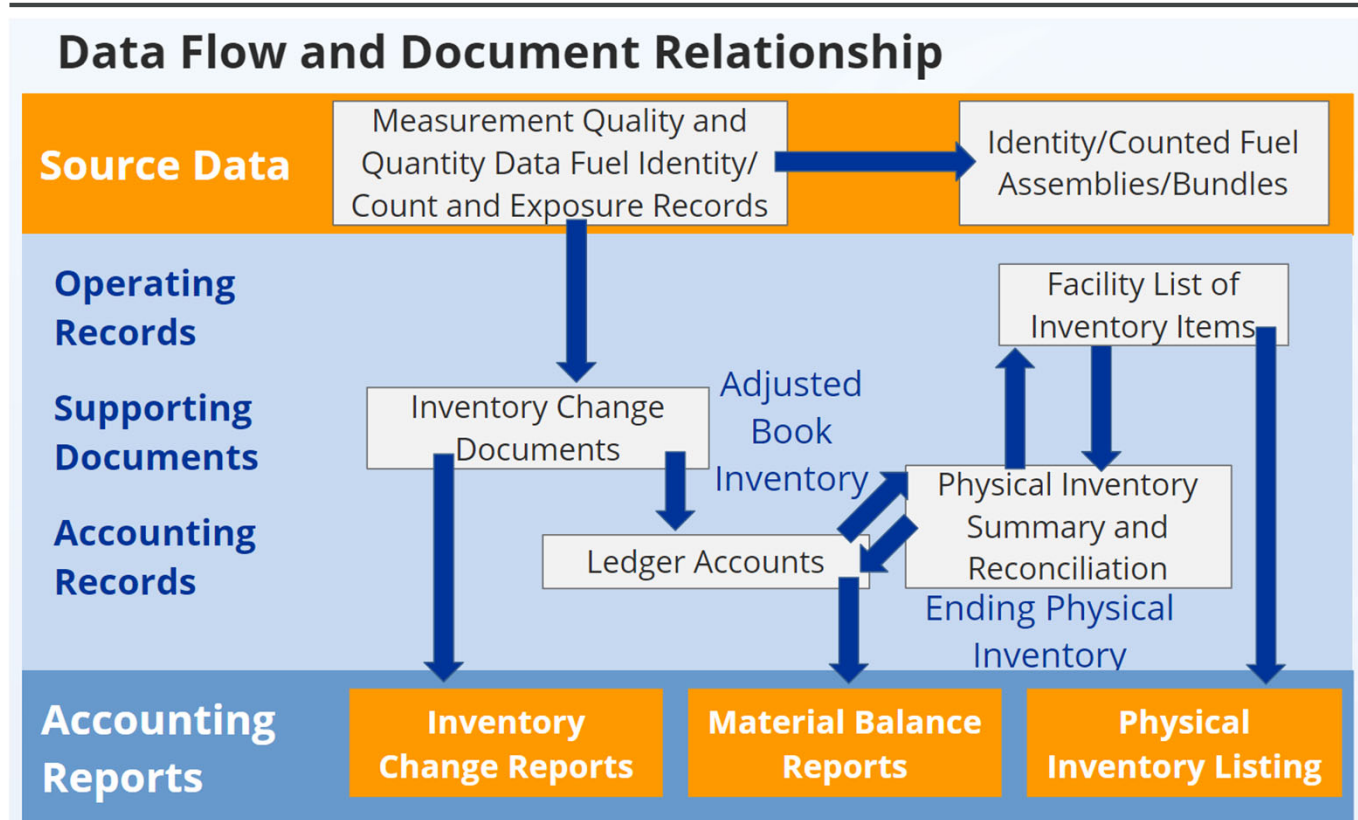 Data Flow and Document Relationship
Source Data
Measurement Quality and
Quantity Data Fuel Identity/
Count and Exposure Records
Identity/Counted Fuel
Assemblies/Bundles
Operating
Records
Facility List of
Inventory Items
Supporting
Documents
Inventory Change
Documents
Adjusted
Book
Inventory
Accounting
Records
Ledger Accounts
Physical Inventory
Summary and
Reconciliation
Ending Physical
Inventory
Accounting
Reports
Inventory
Change Reports
Material Balance
Reports
Physical
Inventory Listing